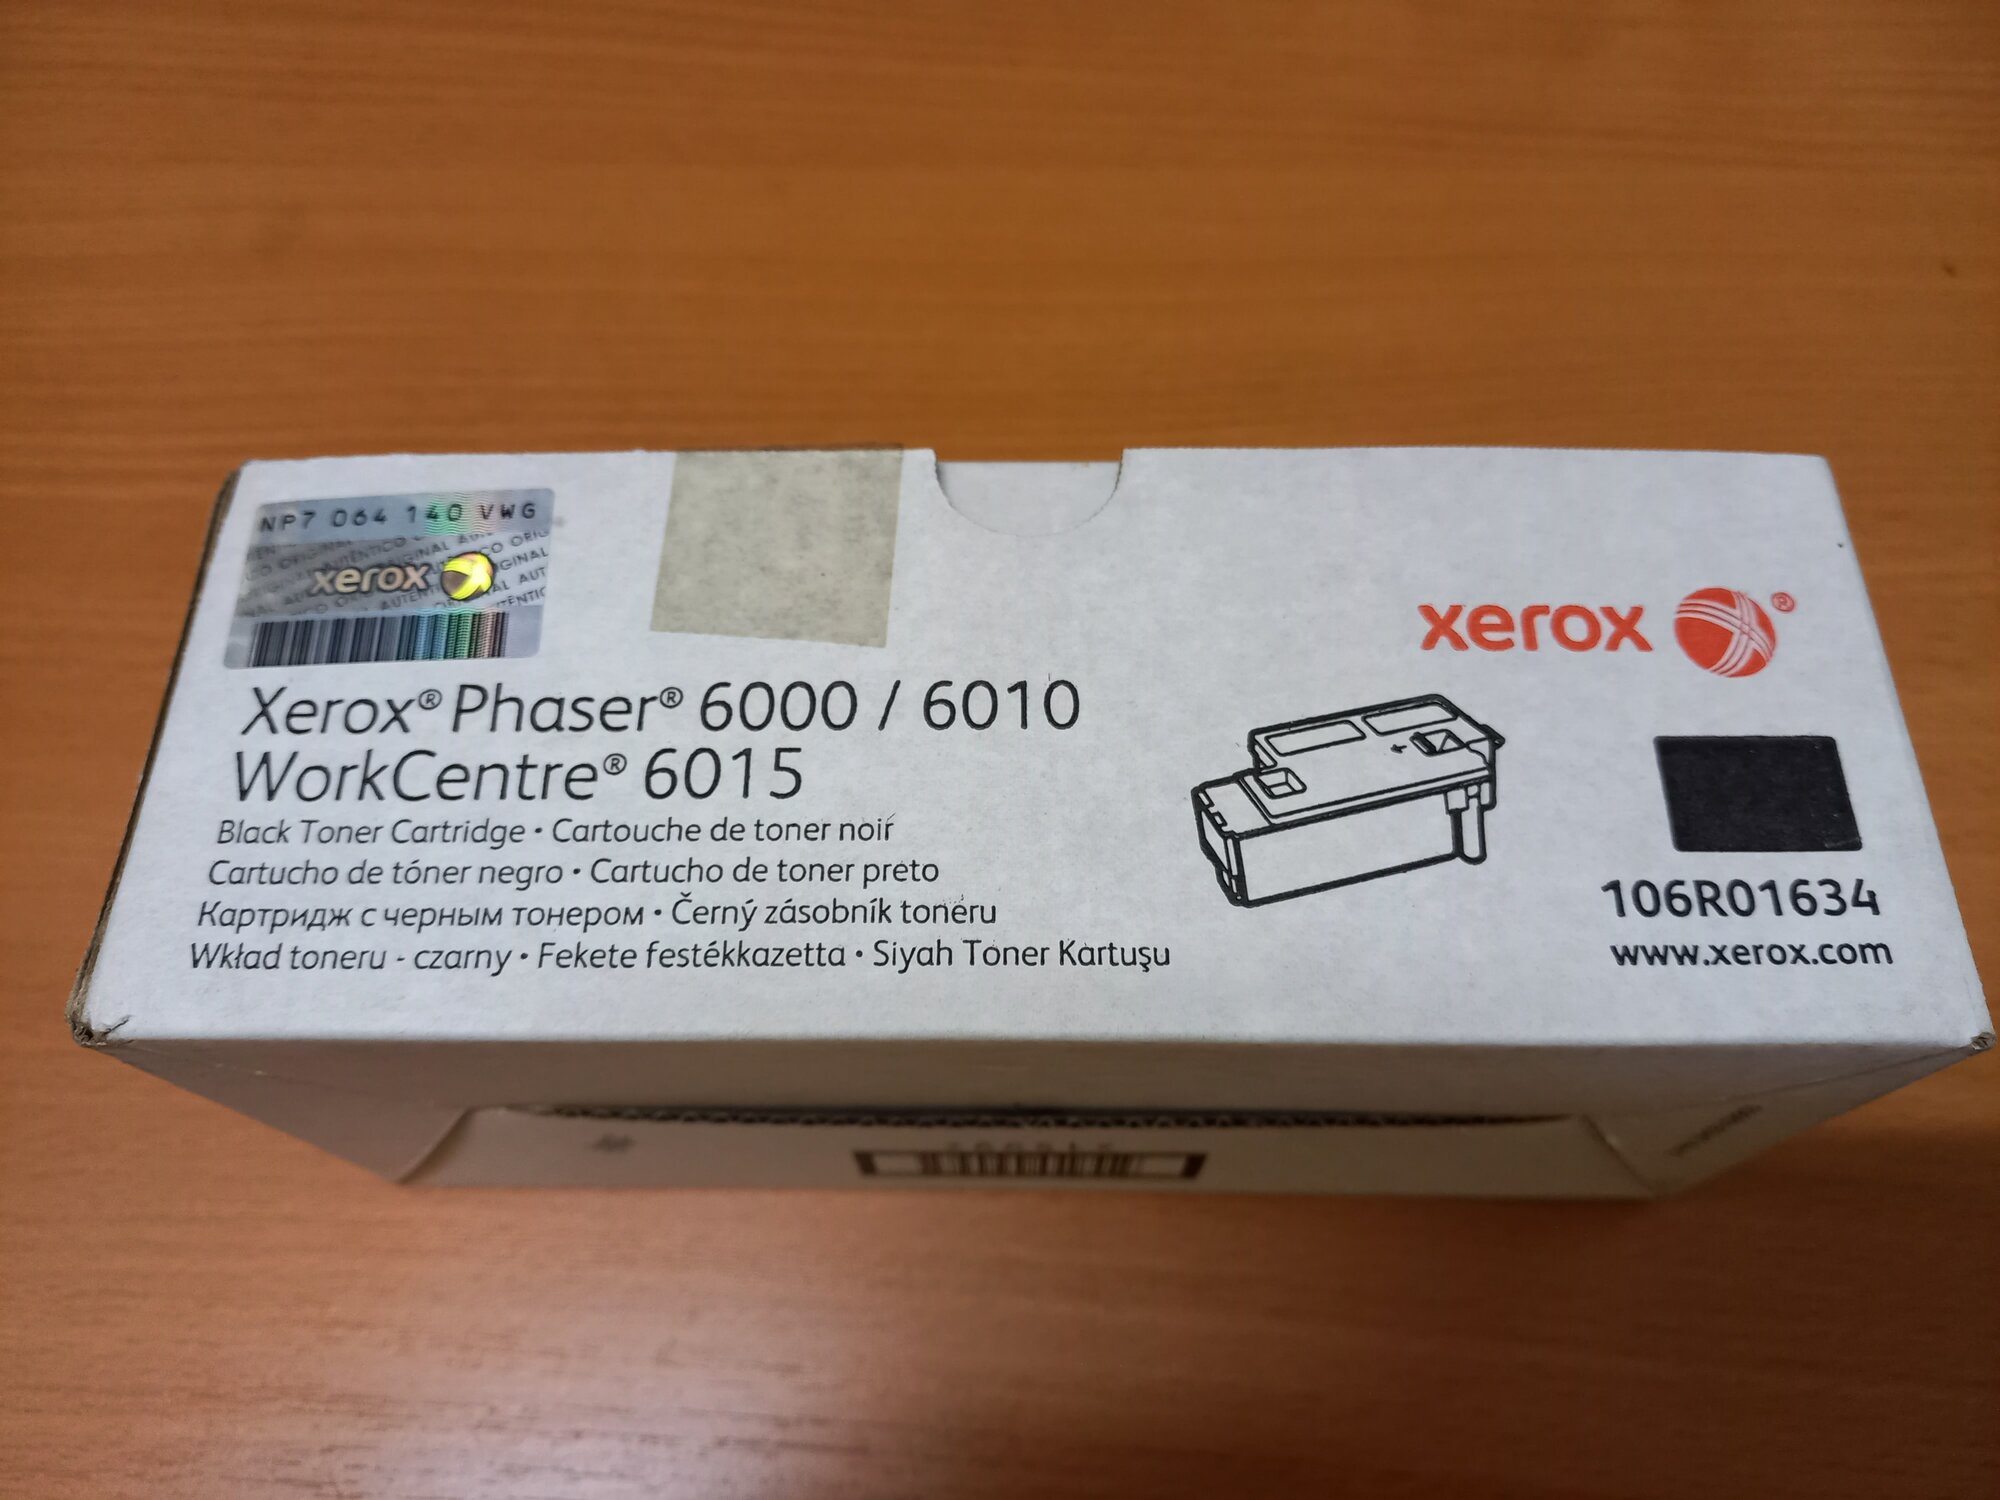 NP7 064 140 VWG
xerox
xerox®
Xerox® Phaser® 6000 / 6010
WorkCentre® 6015
Black Toner Cartridge • Cartouche de toner noir
Cartucho de tóner negro • Cartucho de toner preto
Картридж с черным тонером • Černý zásobník toneru
Wkład toneru - czarny • Fekete festékkazetta • Siyah Toner Kartuşu
106R01634
www.xerox.com